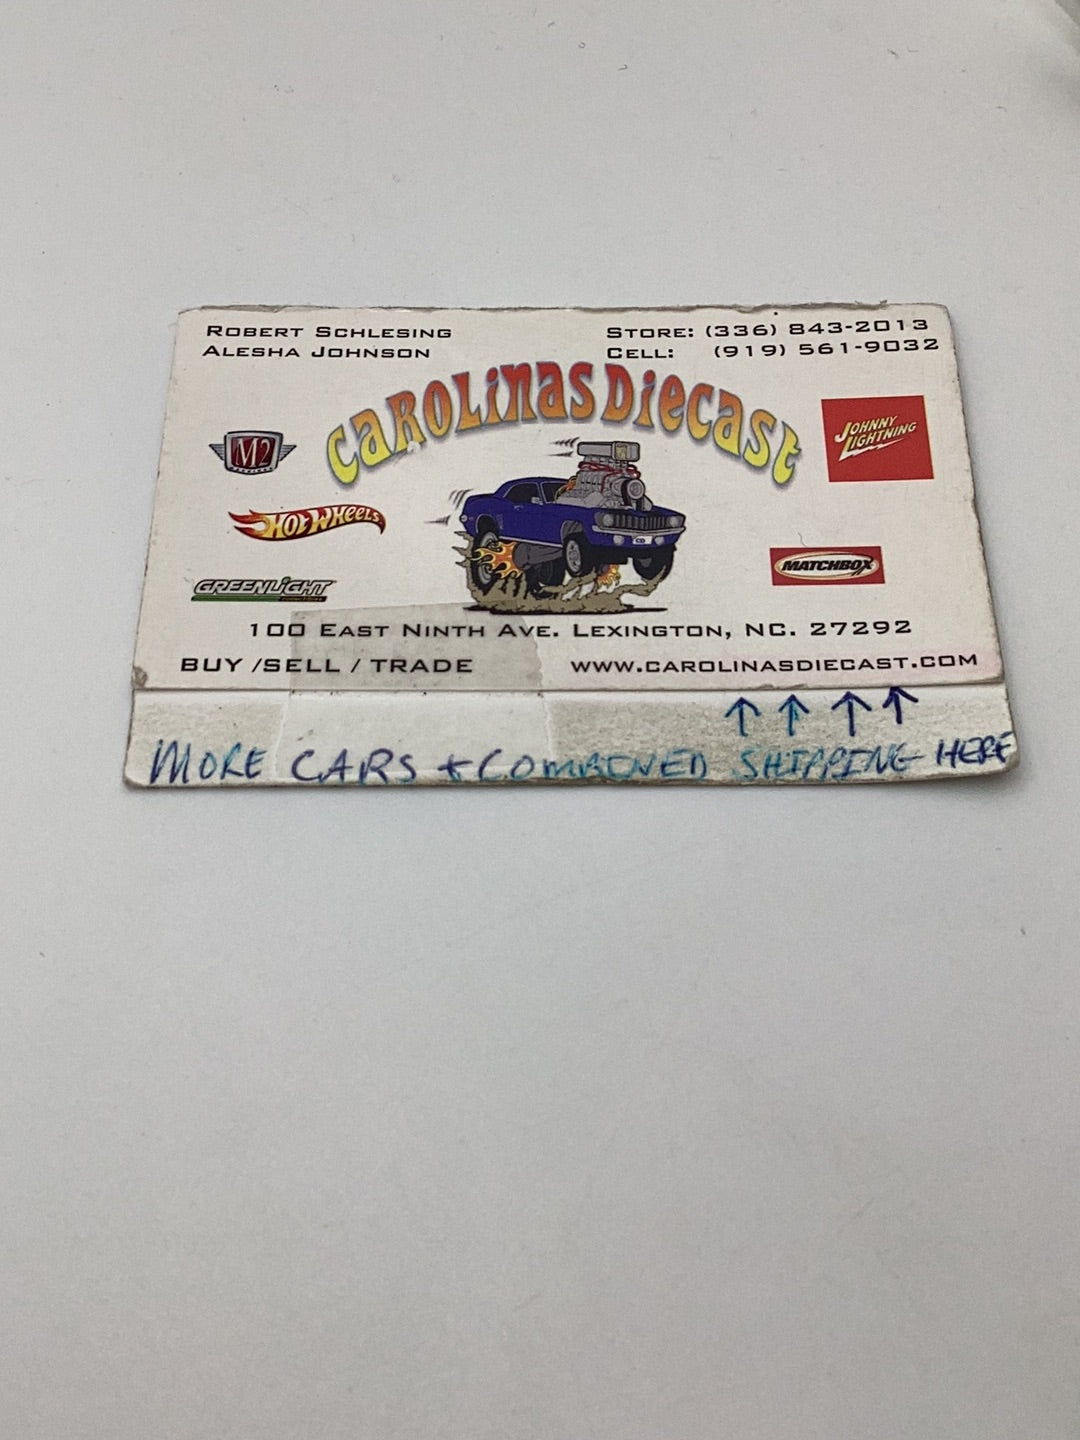 ROBERT SCHLESING
ALESHA JOHNSON
STORE: (336) 843-2013
CELL: (919) 561-9032
CAROLINAS DIECAST
M2
HOT WHEELS
GREENLIGHT
JOHNNY LIGHTNING
MATCHBOX
CD
100 EAST NINTH AVE. LEXINGTON, NC. 27292
BUY /SELL / TRADE
WWW.CAROLINASDIECAST.COM
MORE CARS + COMBINED SHIPPING HERE